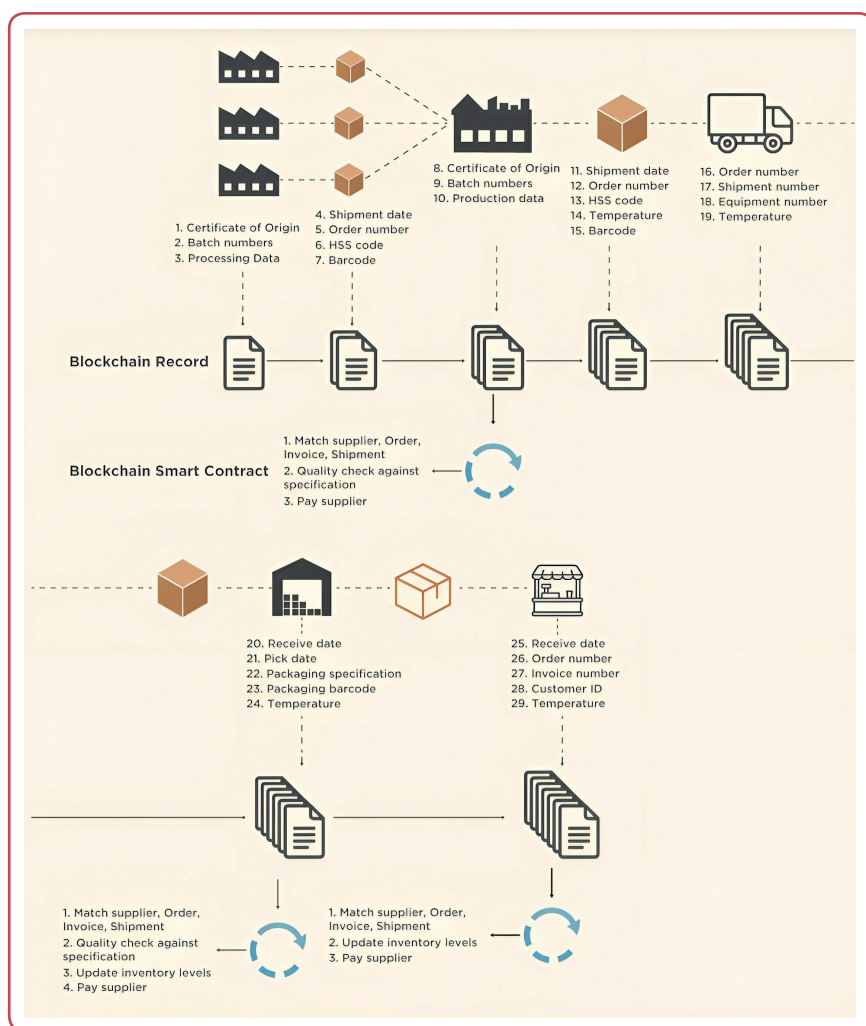 1. Certificate of Origin
2. Batch numbers
3. Processing Data
4. Shipment date
5. Order number
6. HSS code
7. Barcode
8. Certificate of Origin
9. Batch numbers
10. Production data
11. Shipment date
12. Order number
13. HSS code
14. Temperature
15. Barcode
16. Order number
17. Shipment number
18. Equipment number
19. Temperature
Blockchain Record
Blockchain Smart Contract
1. Match supplier, Order,
Invoice, Shipment
2. Quality check against
specification
3. Pay supplier
20. Receive date
21. Pick date
22. Packaging specification
23. Packaging barcode
24. Temperature
25. Receive date
26. Order number
27. Invoice number
28. Customer ID
29. Temperature
1. Match supplier, Order,
Invoice, Shipment
2. Quality check against
specification
3. Update inventory levels
4. Pay supplier
1. Match supplier, Order,
Invoice, Shipment
2. Update inventory levels
3. Pay supplier